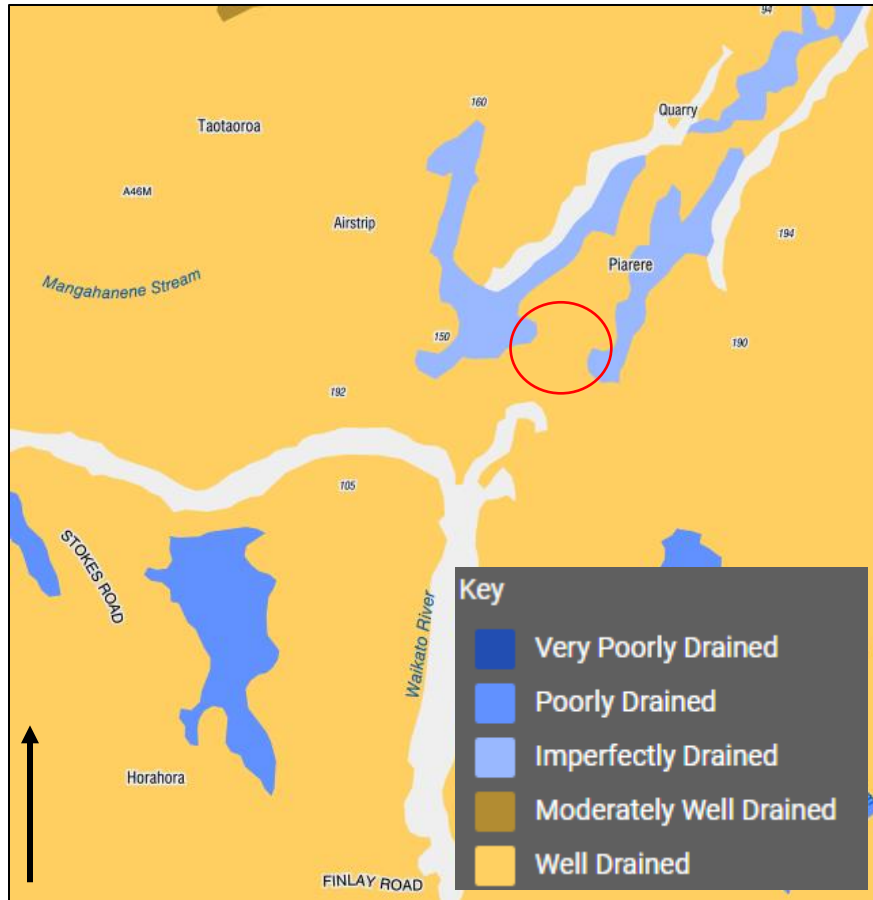 94
160
Quarry
Taotaoroa
A46M
Airstrip
194
Piarere
Mangahanene Stream
150
190
192
105
STOKES ROAD
Waikato River
Horahora
FINLAY ROAD
Key
Very Poorly Drained
Poorly Drained
Imperfectly Drained
Moderately Well Drained
Well Drained